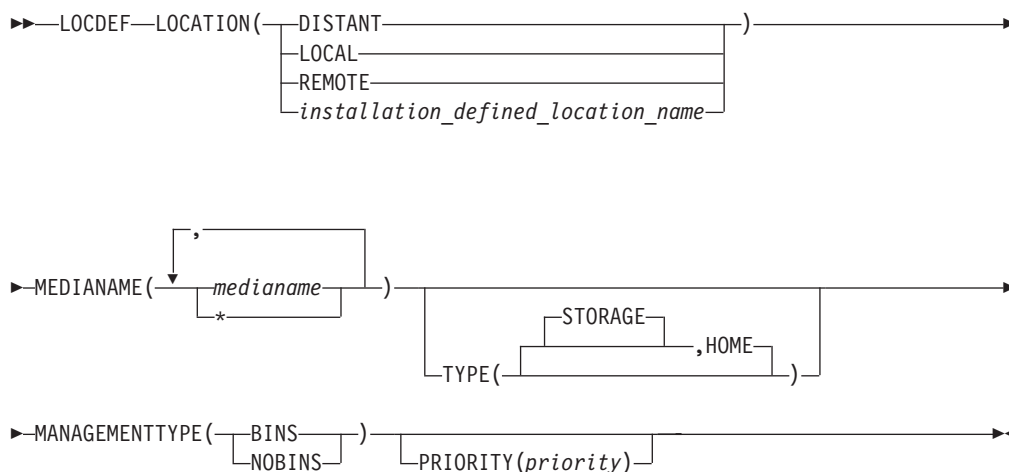 LOCDEF LOCATION( DISTANT )
LOCAL
REMOTE
installation_defined_location_name
,
MEDIANAME( medianame )
*
STORAGE
,HOME
TYPE( )
MANAGEMENTTYPE( BINS )
NOBINS
PRIORITY(priority)